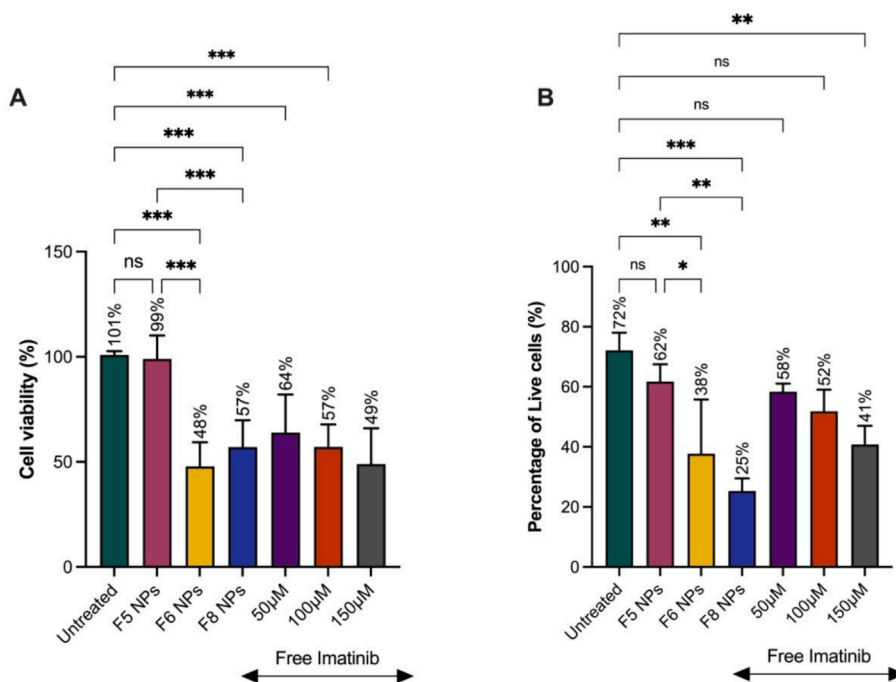 A
***
***
***
***
***
ns
***
Cell viability (%)
150
100
50
0
101%
99%
48%
57%
64%
57%
49%
Untreated
F5 NPs
F6 NPs
F8 NPs
50µM
100µM
150µM
Free Imatinib
B
**
ns
ns
***
**
**
ns
*
Percentage of Live cells (%)
100
80
60
40
20
0
72%
62%
38%
25%
58%
52%
41%
Untreated
F5 NPs
F6 NPs
F8 NPs
50µM
100µM
150µM
Free Imatinib